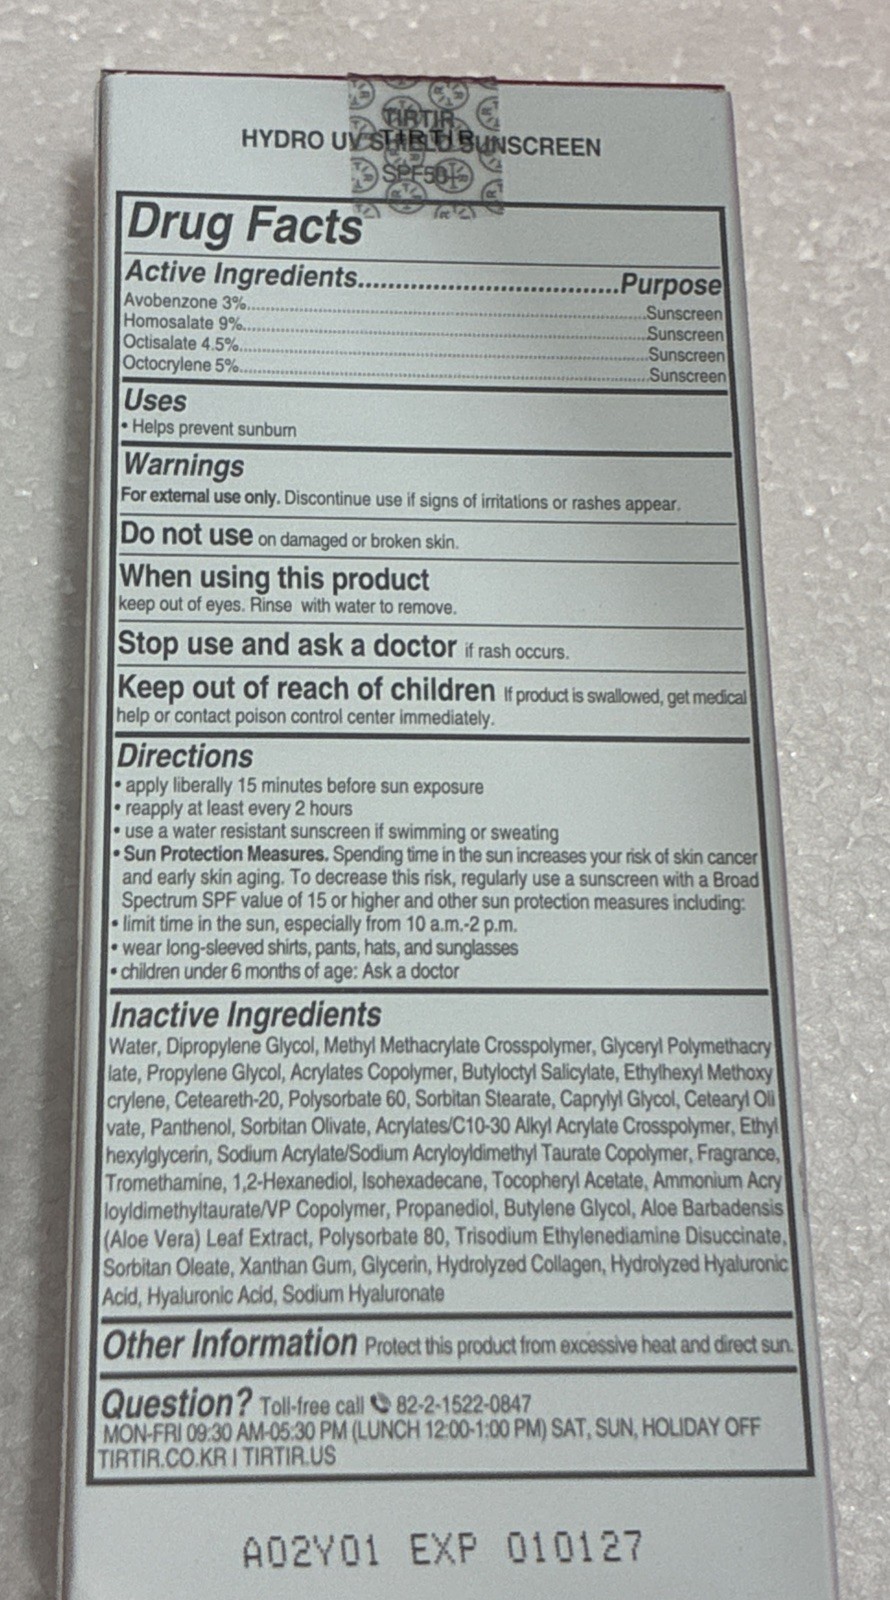 TIRTIR
HYDRO UV SHIELD SUNSCREEN
TIRTIR
SPF50+
Drug Facts
Active Ingredients....................................Purpose
Avobenzone 3%....................................Sunscreen
Homosalate 9%....................................Sunscreen
Octisalate 4.5%....................................Sunscreen
Octocrylene 5%....................................Sunscreen
Uses
• Helps prevent sunburn
Warnings
For external use only. Discontinue use if signs of irritations or rashes appear.
Do not use on damaged or broken skin.
When using this product
keep out of eyes. Rinse with water to remove.
Stop use and ask a doctor if rash occurs.
Keep out of reach of children If product is swallowed, get medical
help or contact poison control center immediately.
Directions
• apply liberally 15 minutes before sun exposure
• reapply at least every 2 hours
• use a water resistant sunscreen if swimming or sweating
• Sun Protection Measures. Spending time in the sun increases your risk of skin cancer
and early skin aging. To decrease this risk, regularly use a sunscreen with a Broad
Spectrum SPF value of 15 or higher and other sun protection measures including:
• limit time in the sun, especially from 10 a.m.-2 p.m.
• wear long-sleeved shirts, pants, hats, and sunglasses
• children under 6 months of age: Ask a doctor
Inactive Ingredients
Water, Dipropylene Glycol, Methyl Methacrylate Crosspolymer, Glyceryl Polymethacry
late, Propylene Glycol, Acrylates Copolymer, Butyloctyl Salicylate, Ethylhexyl Methoxy
crylene, Ceteareth-20, Polysorbate 60, Sorbitan Stearate, Caprylyl Glycol, Cetearyl Oli
vate, Panthenol, Sorbitan Olivate, Acrylates/C10-30 Alkyl Acrylate Crosspolymer, Ethyl
hexylglycerin, Sodium Acrylate/Sodium Acryloyldimethyl Taurate Copolymer, Fragrance,
Tromethamine, 1,2-Hexanediol, Isohexadecane, Tocopheryl Acetate, Ammonium Acry
loyldimethyltaurate/VP Copolymer, Propanediol, Butylene Glycol, Aloe Barbadensis
(Aloe Vera) Leaf Extract, Polysorbate 80, Trisodium Ethylenediamine Disuccinate,
Sorbitan Oleate, Xanthan Gum, Glycerin, Hydrolyzed Collagen, Hydrolyzed Hyaluronic
Acid, Hyaluronic Acid, Sodium Hyaluronate
Other Information Protect this product from excessive heat and direct sun.
Question? Toll-free call 82-2-1522-0847
MON-FRI 09:30 AM-05:30 PM (LUNCH 12:00-1:00 PM) SAT, SUN, HOLIDAY OFF
TIRTIR.CO.KR I TIRTIR.US
A02Y01 EXP 010127